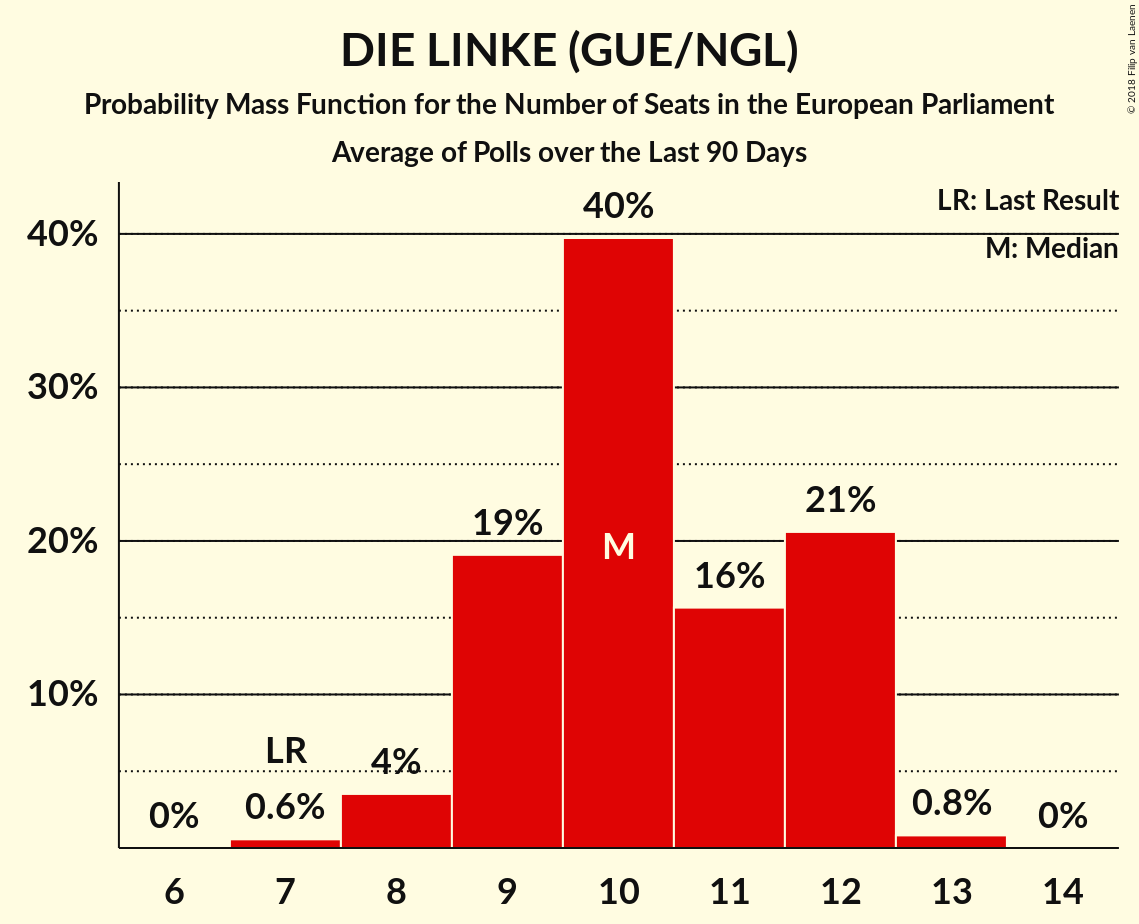 DIE LINKE (GUE/NGL)
Probability Mass Function for the Number of Seats in the European Parliament
Average of Polls over the Last 90 Days
© 2018 Filip van Laenen
LR: Last Result
M: Median
40%
30%
20%
10%
0%
LR
0.6%
4%
19%
40%
M
16%
21%
0.8%
0%
6 7 8 9 10 11 12 13 14